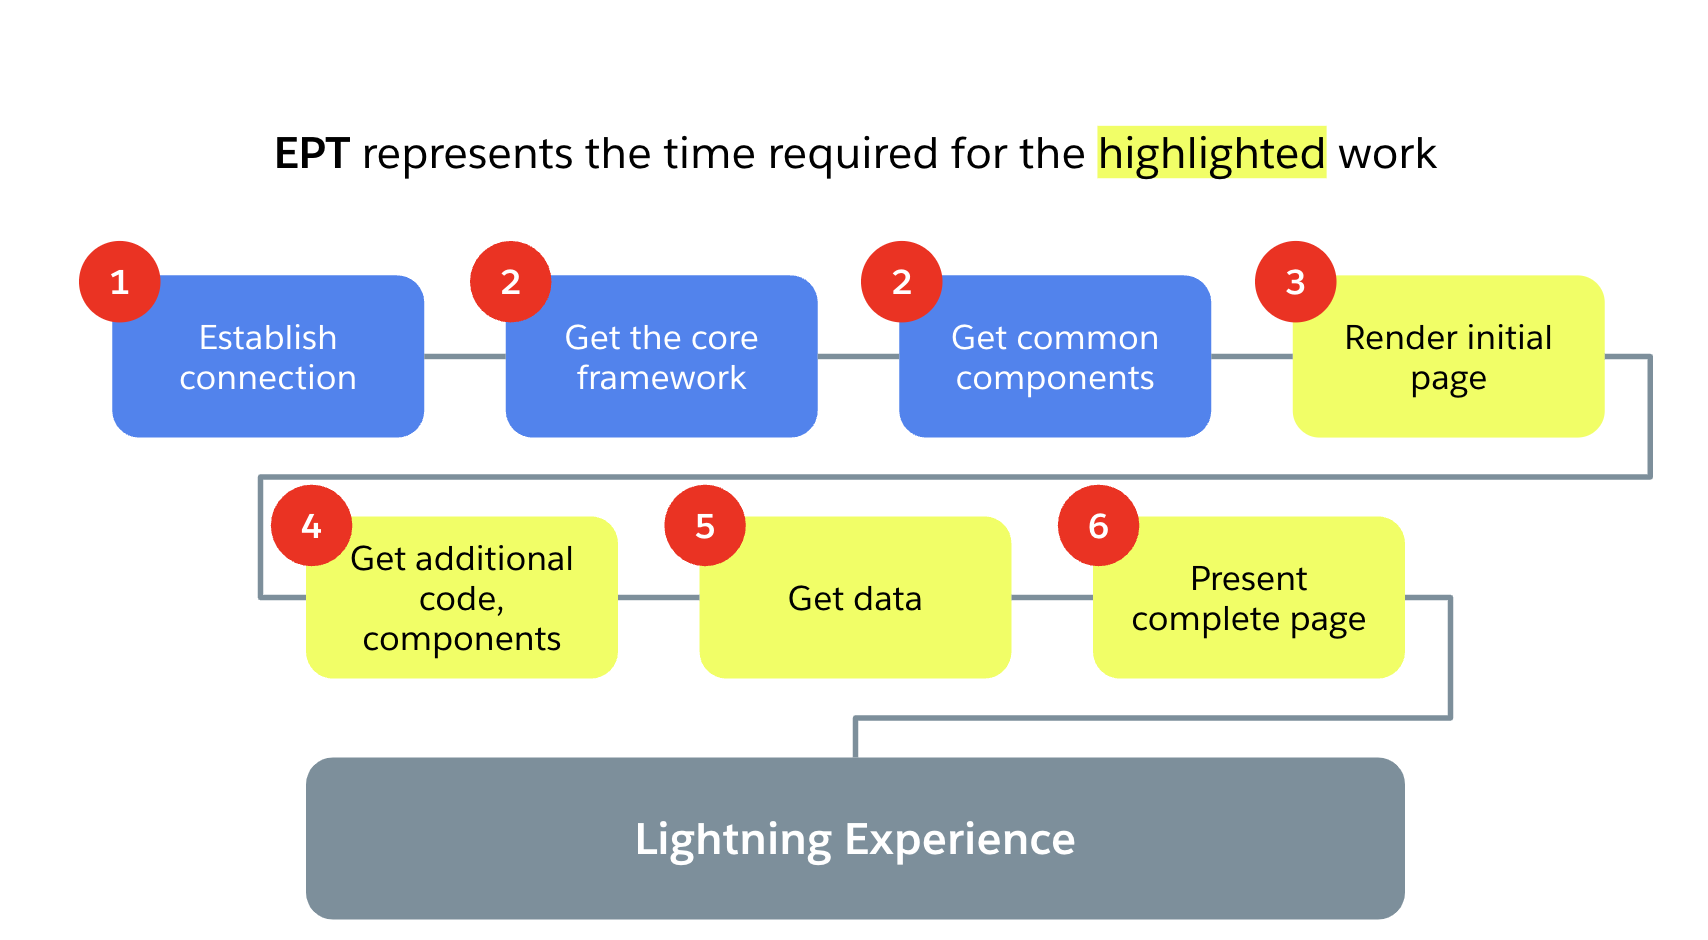 EPT represents the time required for the highlighted work
1
Establish
connection
2
Get the core
framework
2
Get common
components
3
Render initial
page
4
Get additional
code,
components
5
Get data
6
Present
complete page
Lightning Experience